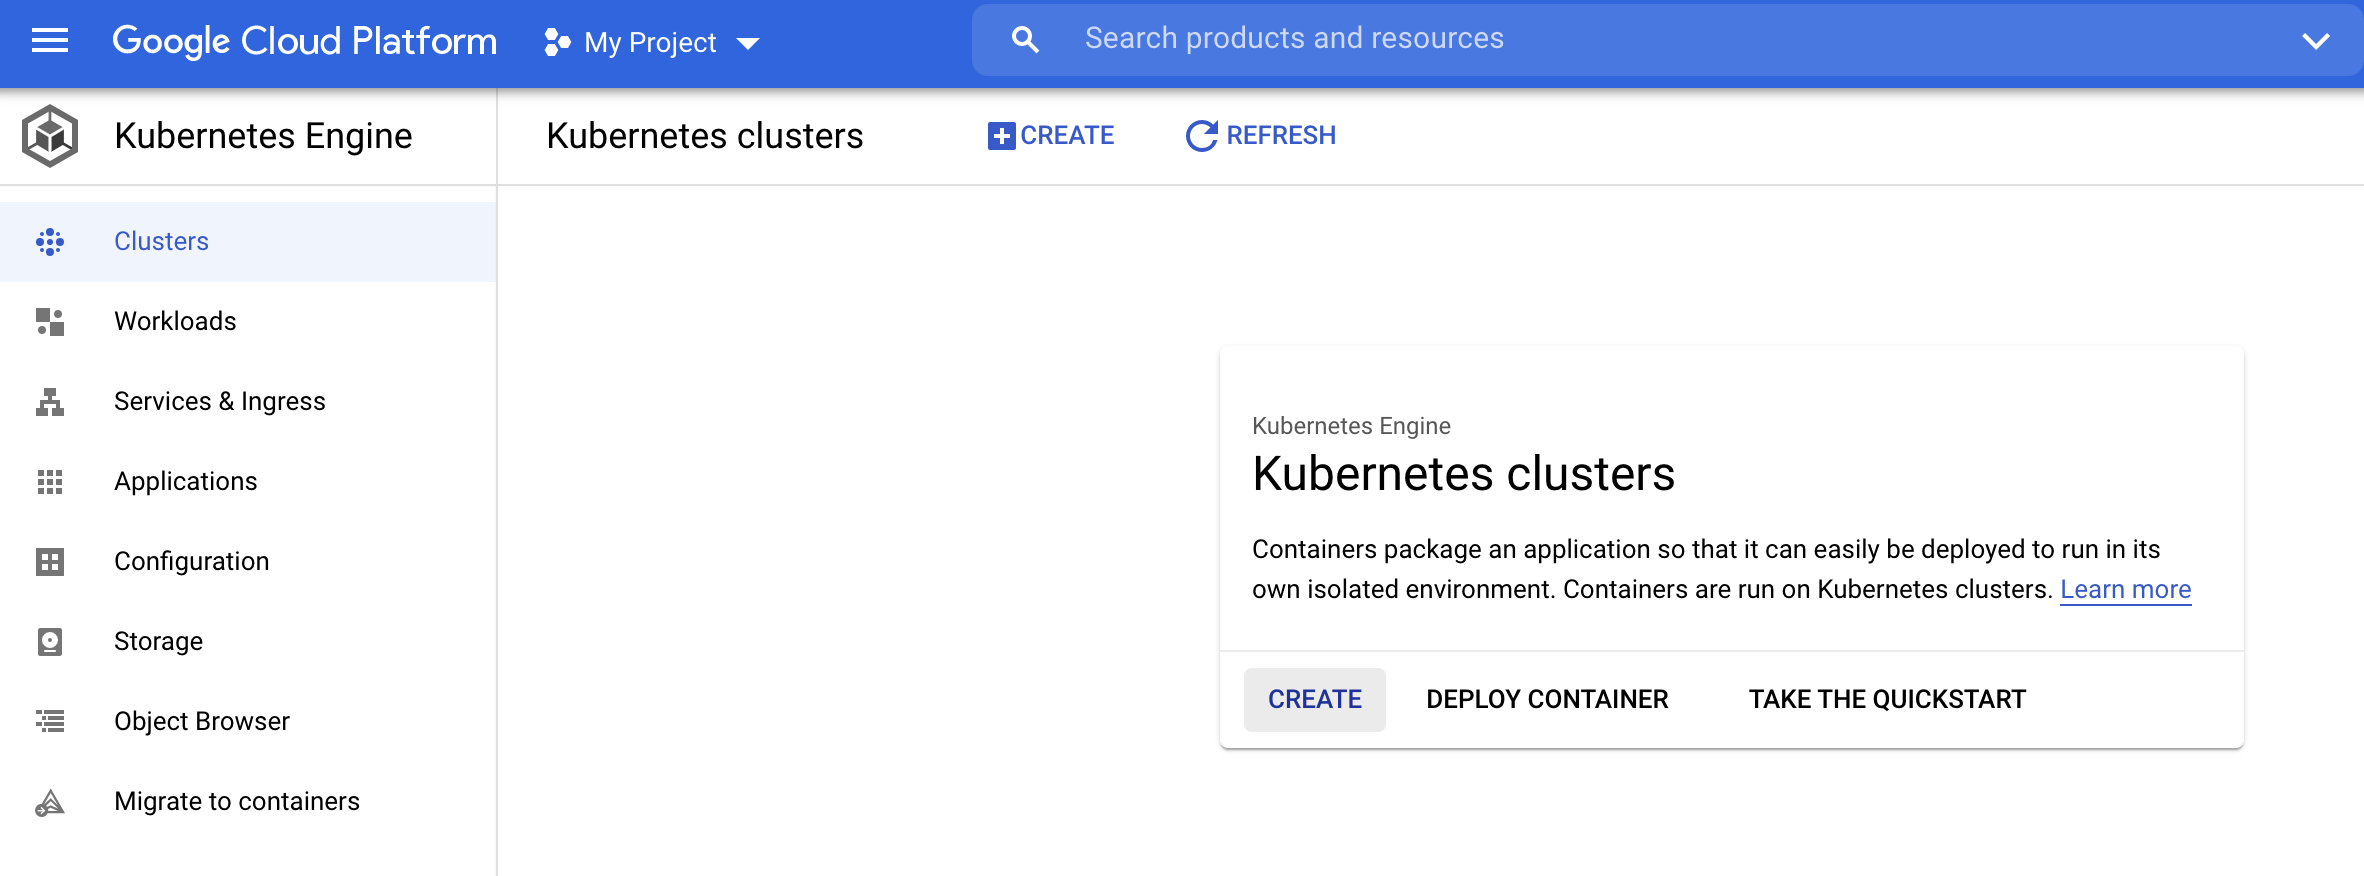 Google Cloud Platform
My Project
Search products and resources
Kubernetes Engine
Kubernetes clusters
CREATE
REFRESH
Clusters
Workloads
Services & Ingress
Applications
Configuration
Storage
Object Browser
Migrate to containers
Kubernetes Engine
Kubernetes clusters
Containers package an application so that it can easily be deployed to run in its
own isolated environment. Containers are run on Kubernetes clusters. Learn more
CREATE
DEPLOY CONTAINER
TAKE THE QUICKSTART